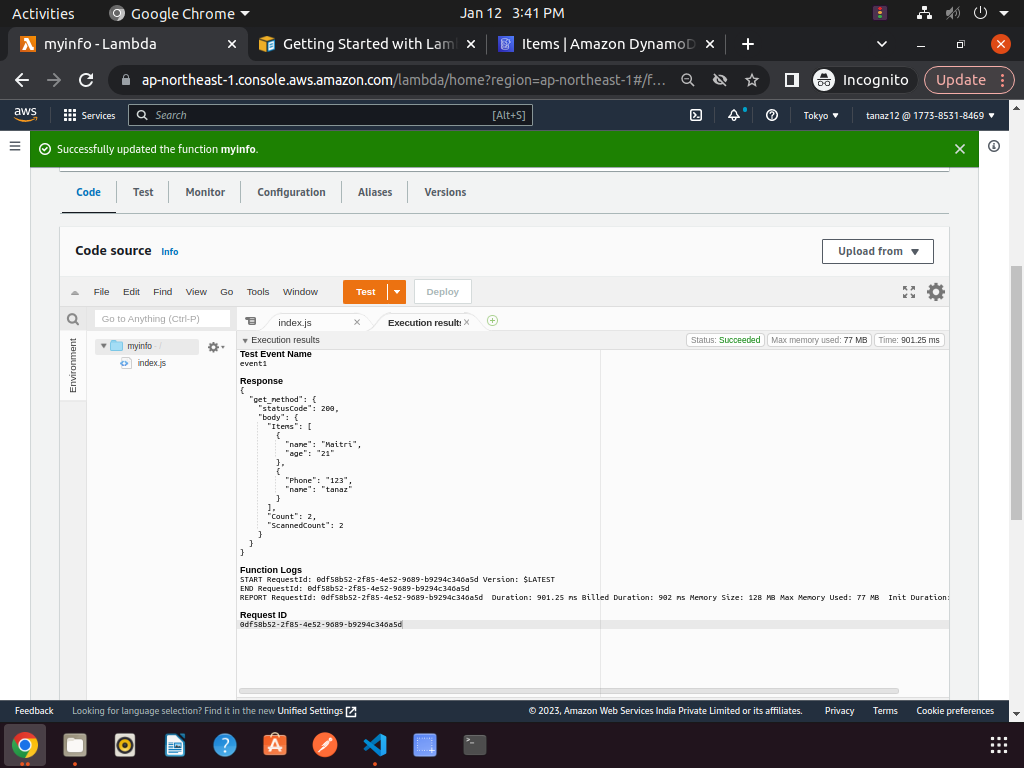 Activities
Google Chrome
Jan 12 3:41 PM
myinfo - Lambda
Getting Started with Lam
Items | Amazon DynamoD
ap-northeast-1.console.aws.amazon.com/lambda/home?region=ap-northeast-1#/f...
Incognito
Update
aws
Services
Search
[Alt+S]
Tokyo
tanaz12 @ 1773-8531-8469
Successfully updated the function myinfo.
Code
Test
Monitor
Configuration
Aliases
Versions
Code source
Info
Upload from
File
Edit
Find
View
Go
Tools
Window
Test
Deploy
Go to Anything (Ctrl-P)
index.js
Execution results
Environment
myinfo - /
index.js
Execution results
Status: Succeeded
Max memory used: 77 MB
Time: 901.25 ms
Test Event Name
event1
Response
{
"get_method": {
"statusCode": 200,
"body": {
"Items": [
{
"name": "Maitri",
"age": "21"
},
{
"Phone": "123",
"name": "tanaz"
}
],
"Count": 2,
"ScannedCount": 2
}
}
}
Function Logs
START RequestId: 0df58b52-2f85-4e52-9689-b9294c346a5d Version: $LATEST
END RequestId: 0df58b52-2f85-4e52-9689-b9294c346a5d
REPORT RequestId: 0df58b52-2f85-4e52-9689-b9294c346a5d Duration: 901.25 ms Billed Duration: 902 ms Memory Size: 128 MB Max Memory Used: 77 MB Init Duration:
Request ID
0df58b52-2f85-4e52-9689-b9294c346a5d
Feedback
Looking for language selection? Find it in the new Unified Settings
© 2023, Amazon Web Services India Private Limited or its affiliates.
Privacy
Terms
Cookie preferences